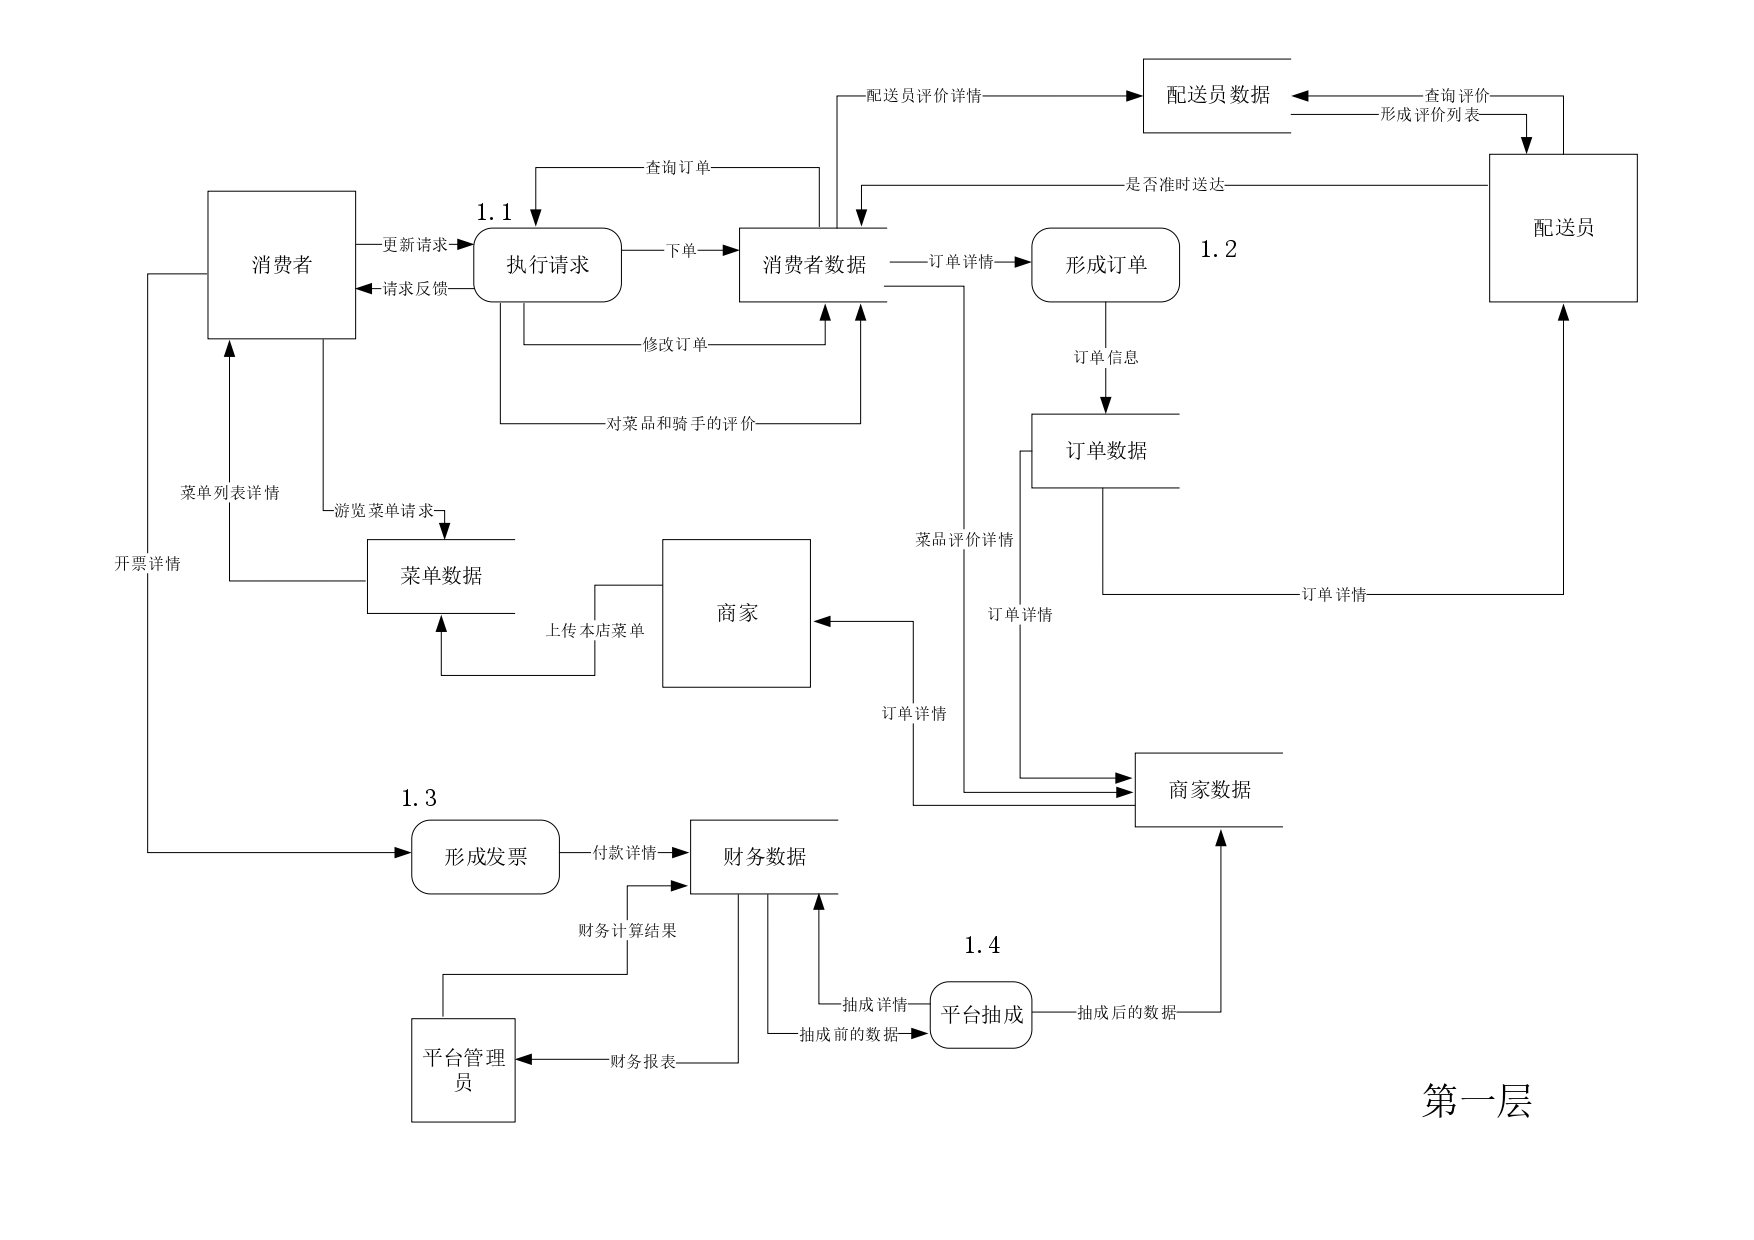 配送员评价详情
配送员数据
查询评价
形成评价列表
查询订单
是否准时送达
1.1
消费者
更新请求
请求反馈
执行请求
下单
消费者数据
订单详情
形成订单
1.2
配送员
修改订单
订单信息
对菜品和骑手的评价
订单数据
菜单列表详情
游览菜单请求
开票详情
菜单数据
上传本店菜单
商家
菜品评价详情
订单详情
订单详情
订单详情
商家数据
1.3
形成发票
付款详情
财务数据
财务计算结果
1.4
抽成详情
抽成前的数据
平台抽成
抽成后的数据
平台管理
员
财务报表
第一层